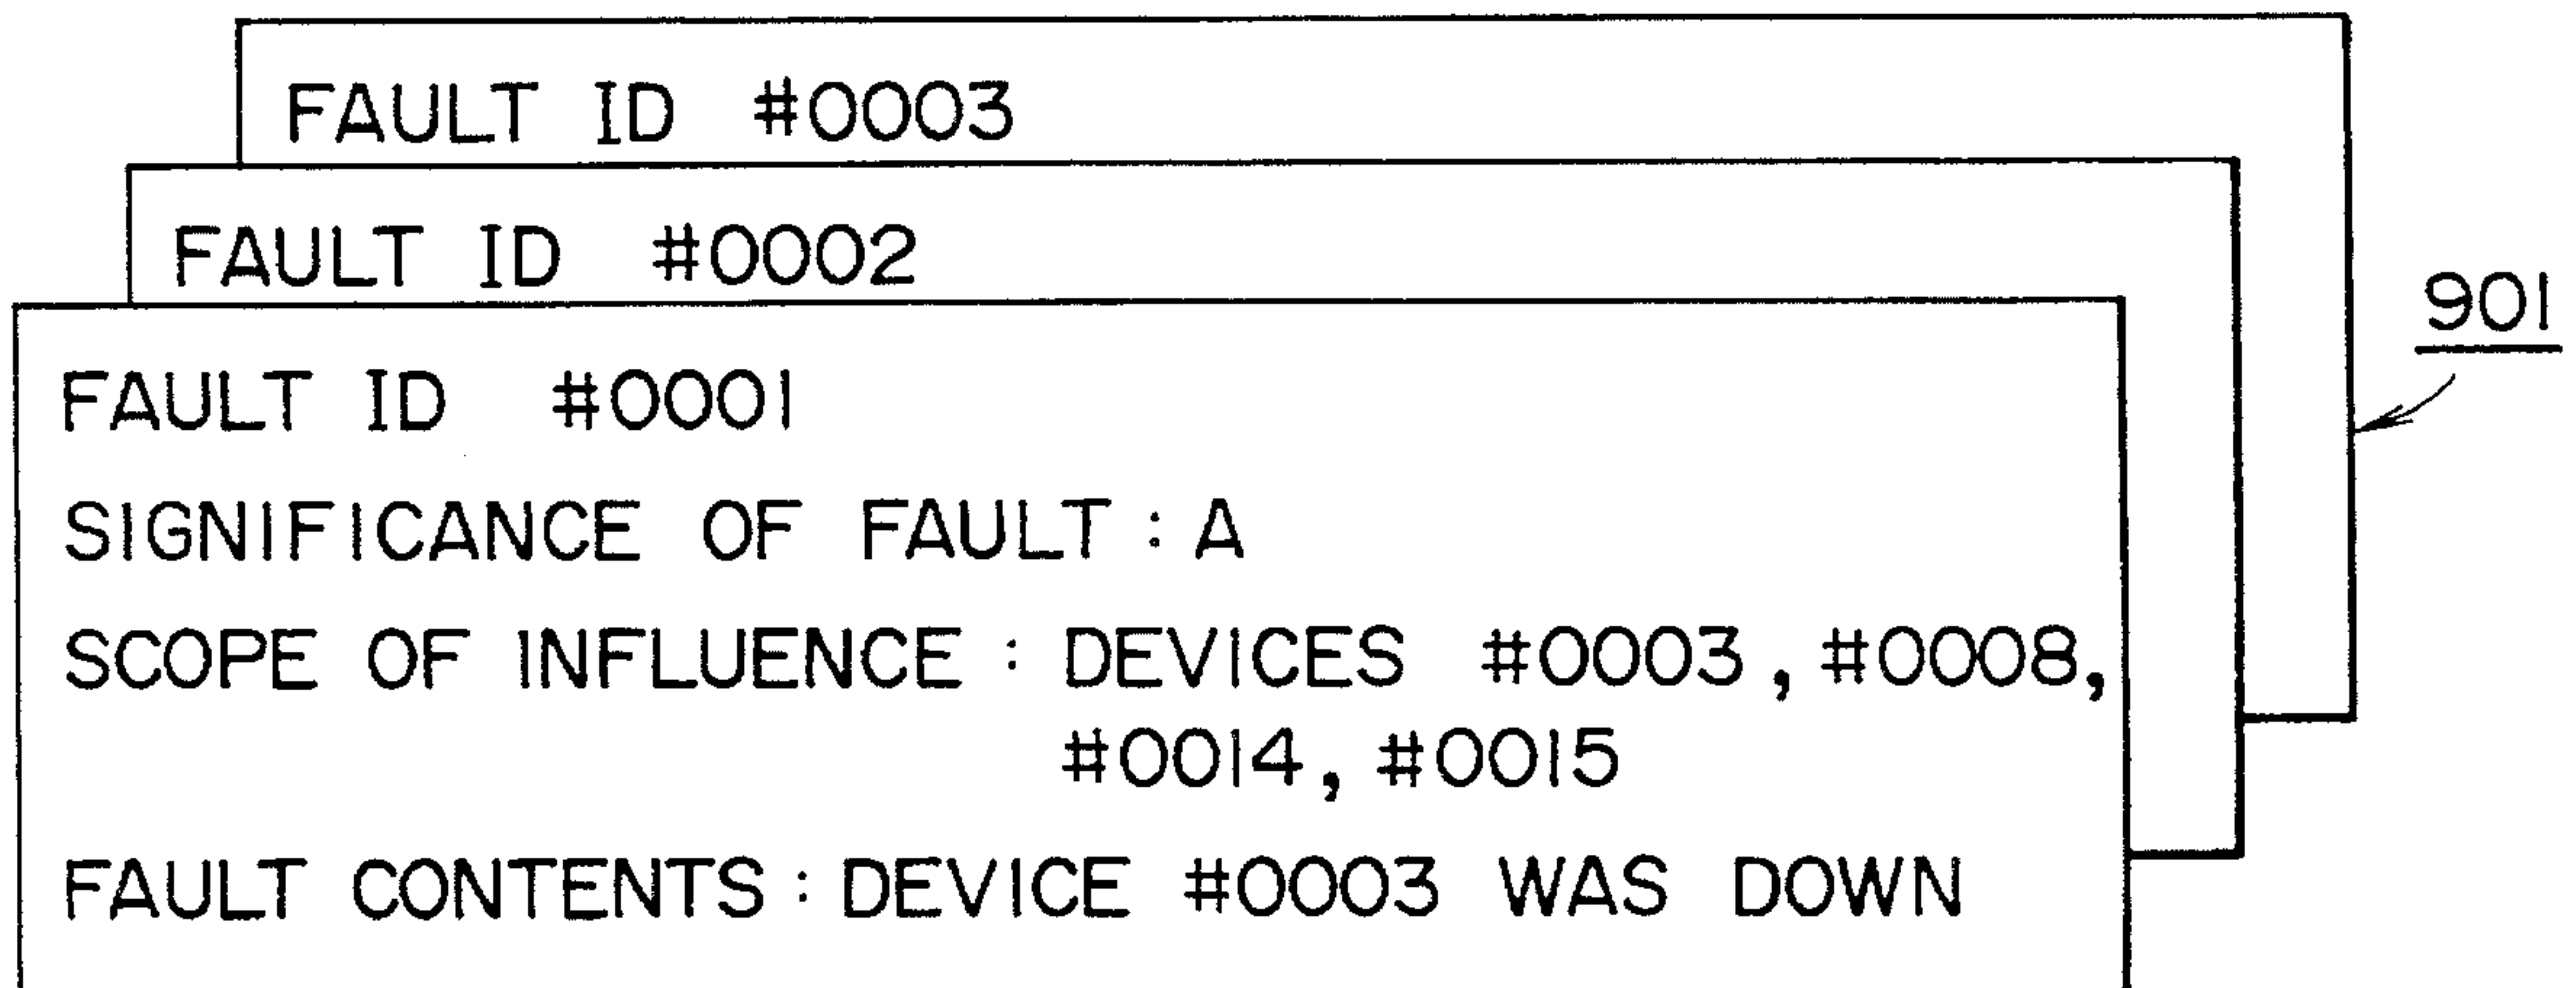 FAULT ID #0003
FAULT ID #0002
901
FAULT ID #0001
SIGNIFICANCE OF FAULT : A
SCOPE OF INFLUENCE : DEVICES #0003, #0008,
#0014, #0015
FAULT CONTENTS : DEVICE #0003 WAS DOWN